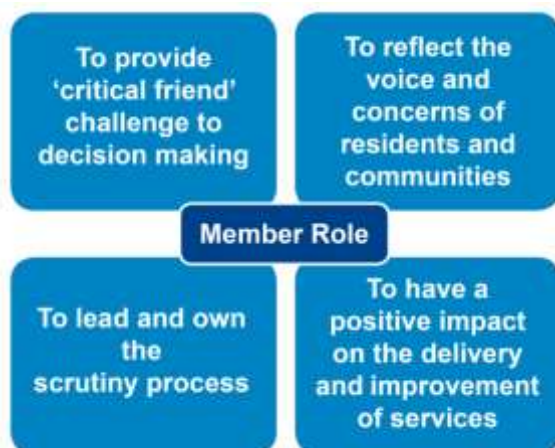 To provide
‘critical friend’
challenge to
decision making
To reflect the
voice and
concerns of
residents and
communities
Member Role
To lead and own
the
scrutiny process
To have a
positive impact
on the delivery
and improvement
of services